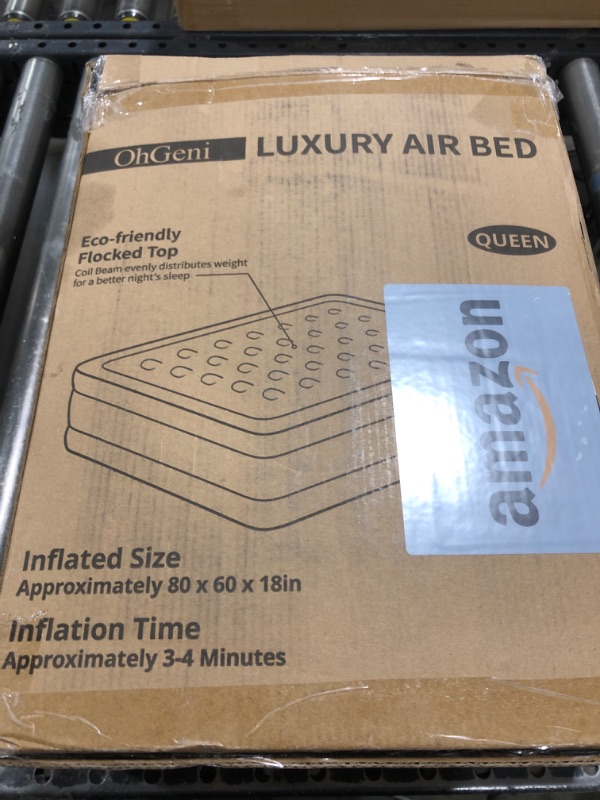 OhGeni LUXURY AIR BED
QUEEN
Eco-friendly
Flocked Top
Coil Beam evenly distributes weight
for a better night's sleep
amazon
Inflated Size
Approximately 80 x 60 x 18in
Inflation Time
Approximately 3-4 Minutes